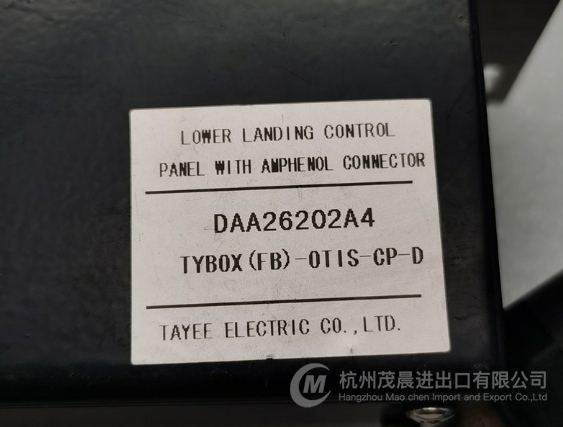 LOWER LANDING CONTROL
PANEL WITH AMPHENOL CONNECTOR
DAA26202A4
TYBOX(FB)-OTIS-CP-D
TAYEE ELECTRIC CO.,LTD.
杭州茂晨进出口有限公司
Hangzhou Mao chen Import and Export Co.,Ltd